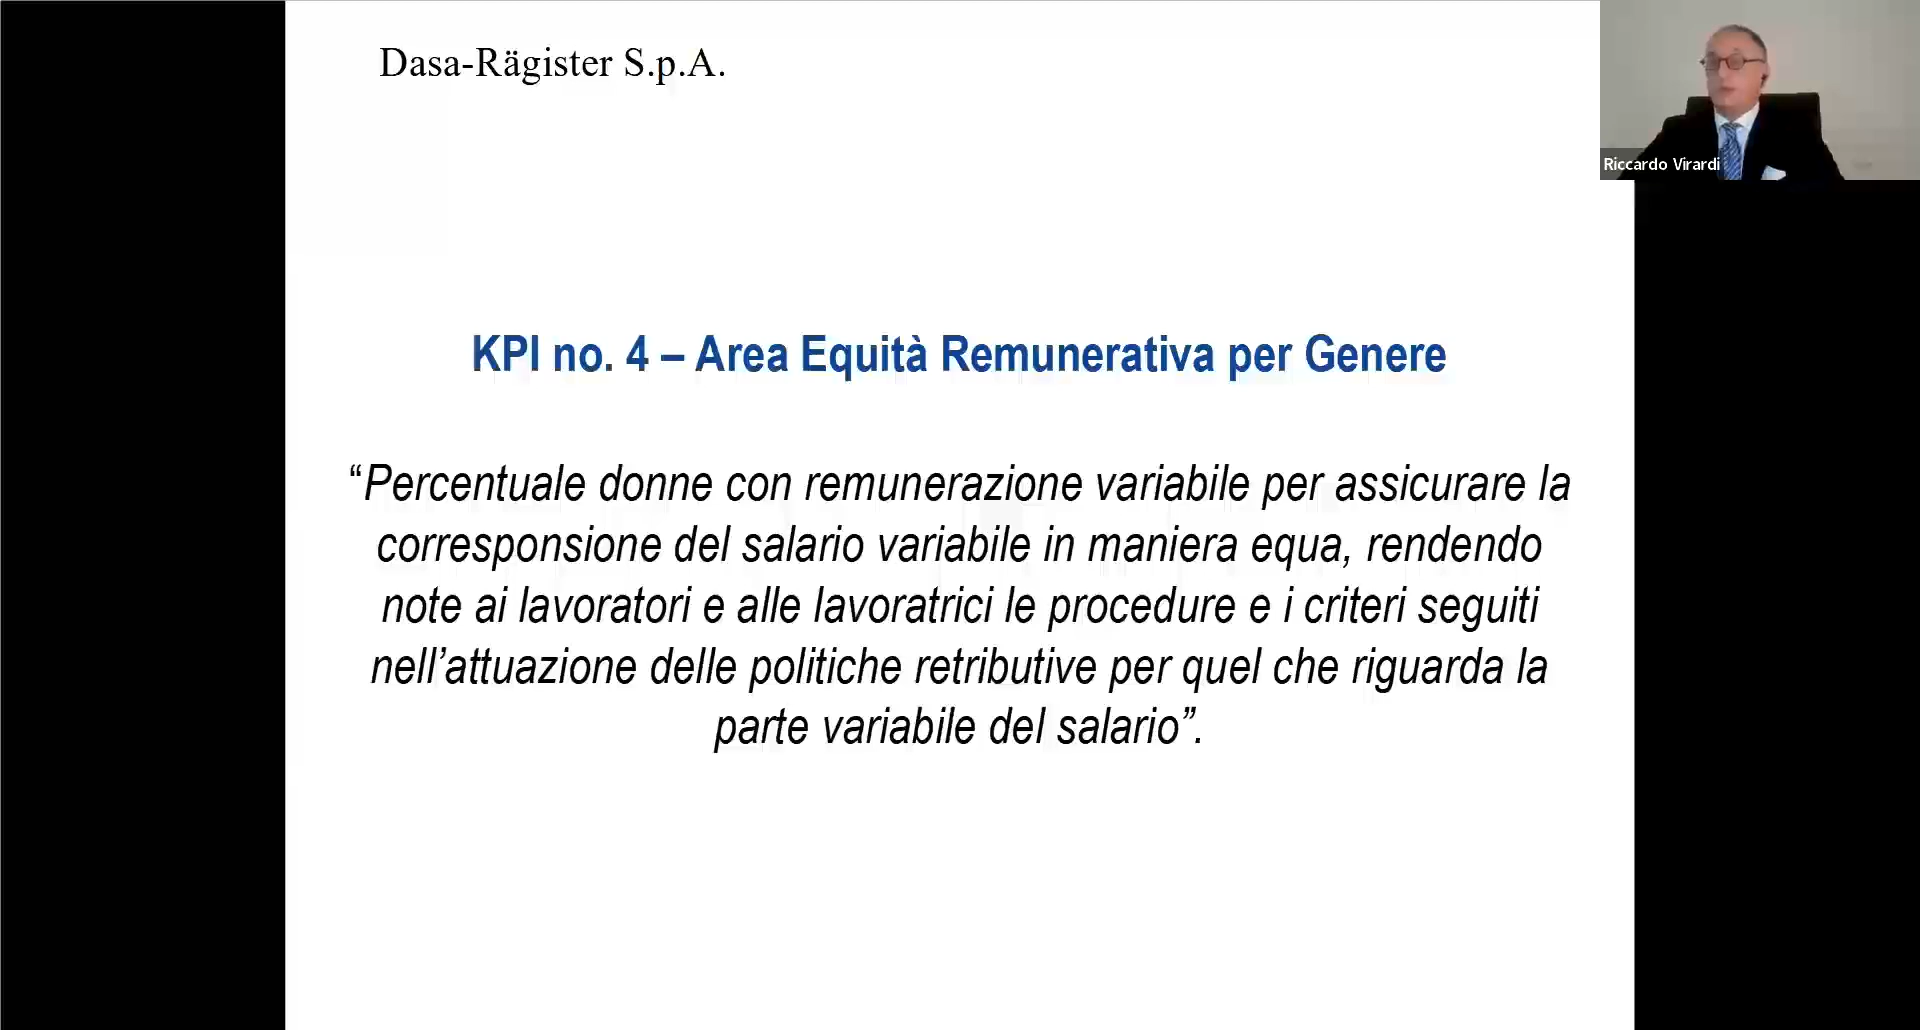 Dasa-Rägister S.p.A.
Riccardo Virardi
KPI no. 4 – Area Equità Remunerativa per Genere
“Percentuale donne con remunerazione variabile per assicurare la
corresponsione del salario variabile in maniera equa, rendendo
note ai lavoratori e alle lavoratrici le procedure e i criteri seguiti
nell’attuazione delle politiche retributive per quel che riguarda la
parte variabile del salario”.